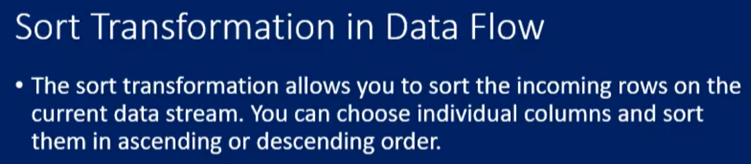 Sort Transformation in Data Flow
• The sort transformation allows you to sort the incoming rows on the
current data stream. You can choose individual columns and sort
them in ascending or descending order.